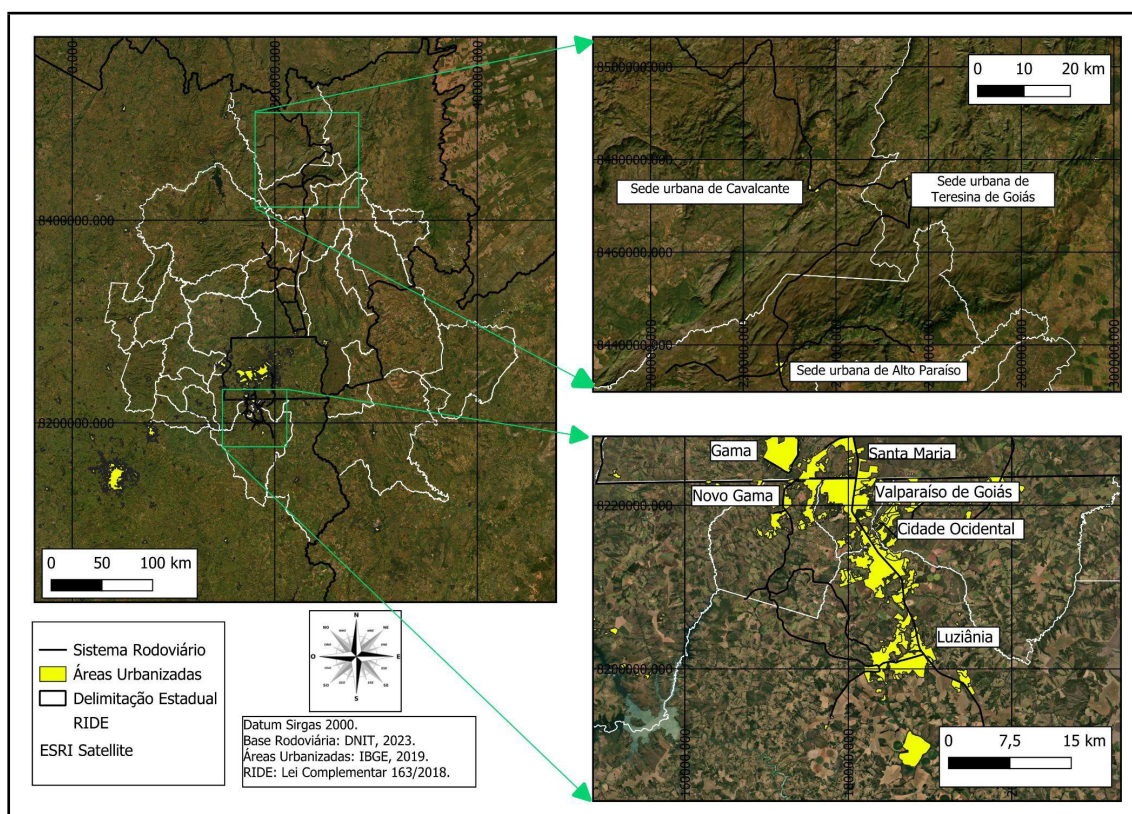 8400000.000
8200000.000
0 50 100 km
0 10 20 km
8500000.000
8480000.000
8460000.000
8440000.000
Sede urbana de Cavalcante
Sede urbana de
Teresina de Goiás
Sede urbana de Alto Paraíso
Gama
Santa Maria
Novo Gama
Valparaíso de Goiás
8220000.000
Cidade Ocidental
Luziânia
8200000.000
0 7,5 15 km
Sistema Rodoviário
Áreas Urbanizadas
Delimitação Estadual
RIDE
ESRI Satellite
N
O
E
S
Datum Sirgas 2000.
Base Rodoviária: DNIT, 2023.
Áreas Urbanizadas: IBGE, 2019.
RIDE: Lei Complementar 163/2018.